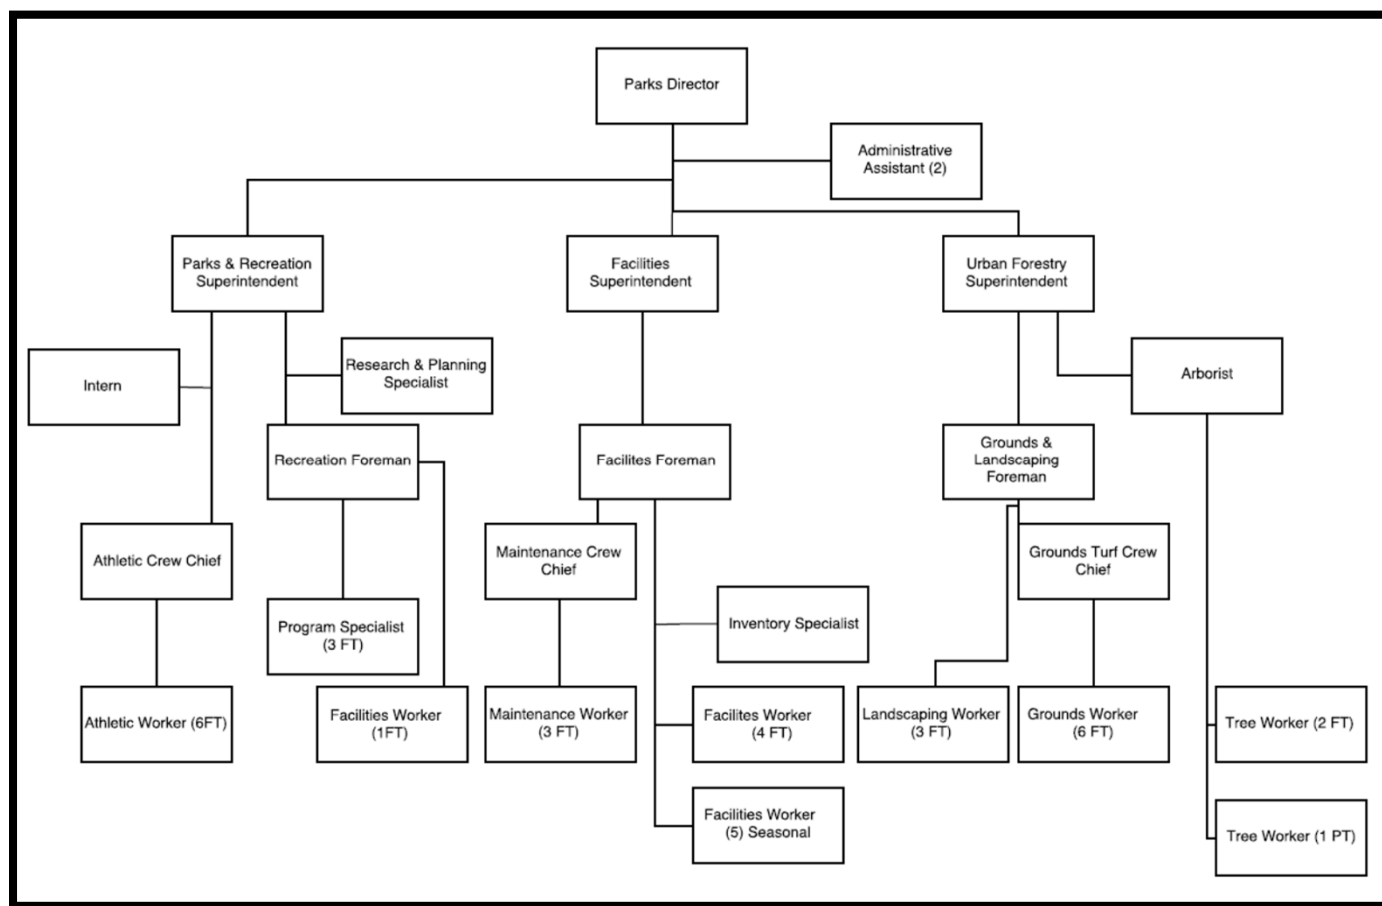 Parks Director
Administrative
Assistant (2)
Parks & Recreation
Superintendent
Facilities
Superintendent
Urban Forestry
Superintendent
Intern
Research & Planning
Specialist
Arborist
Recreation Foreman
Facilites Foreman
Grounds &
Landscaping
Foreman
Athletic Crew Chief
Maintenance Crew
Chief
Grounds Turf Crew
Chief
Program Specialist
(3 FT)
Inventory Specialist
Athletic Worker (6FT)
Facilities Worker
(1FT)
Maintenance Worker
(3 FT)
Facilites Worker
(4 FT)
Landscaping Worker
(3 FT)
Grounds Worker
(6 FT)
Tree Worker (2 FT)
Facilities Worker
(5) Seasonal
Tree Worker (1 PT)